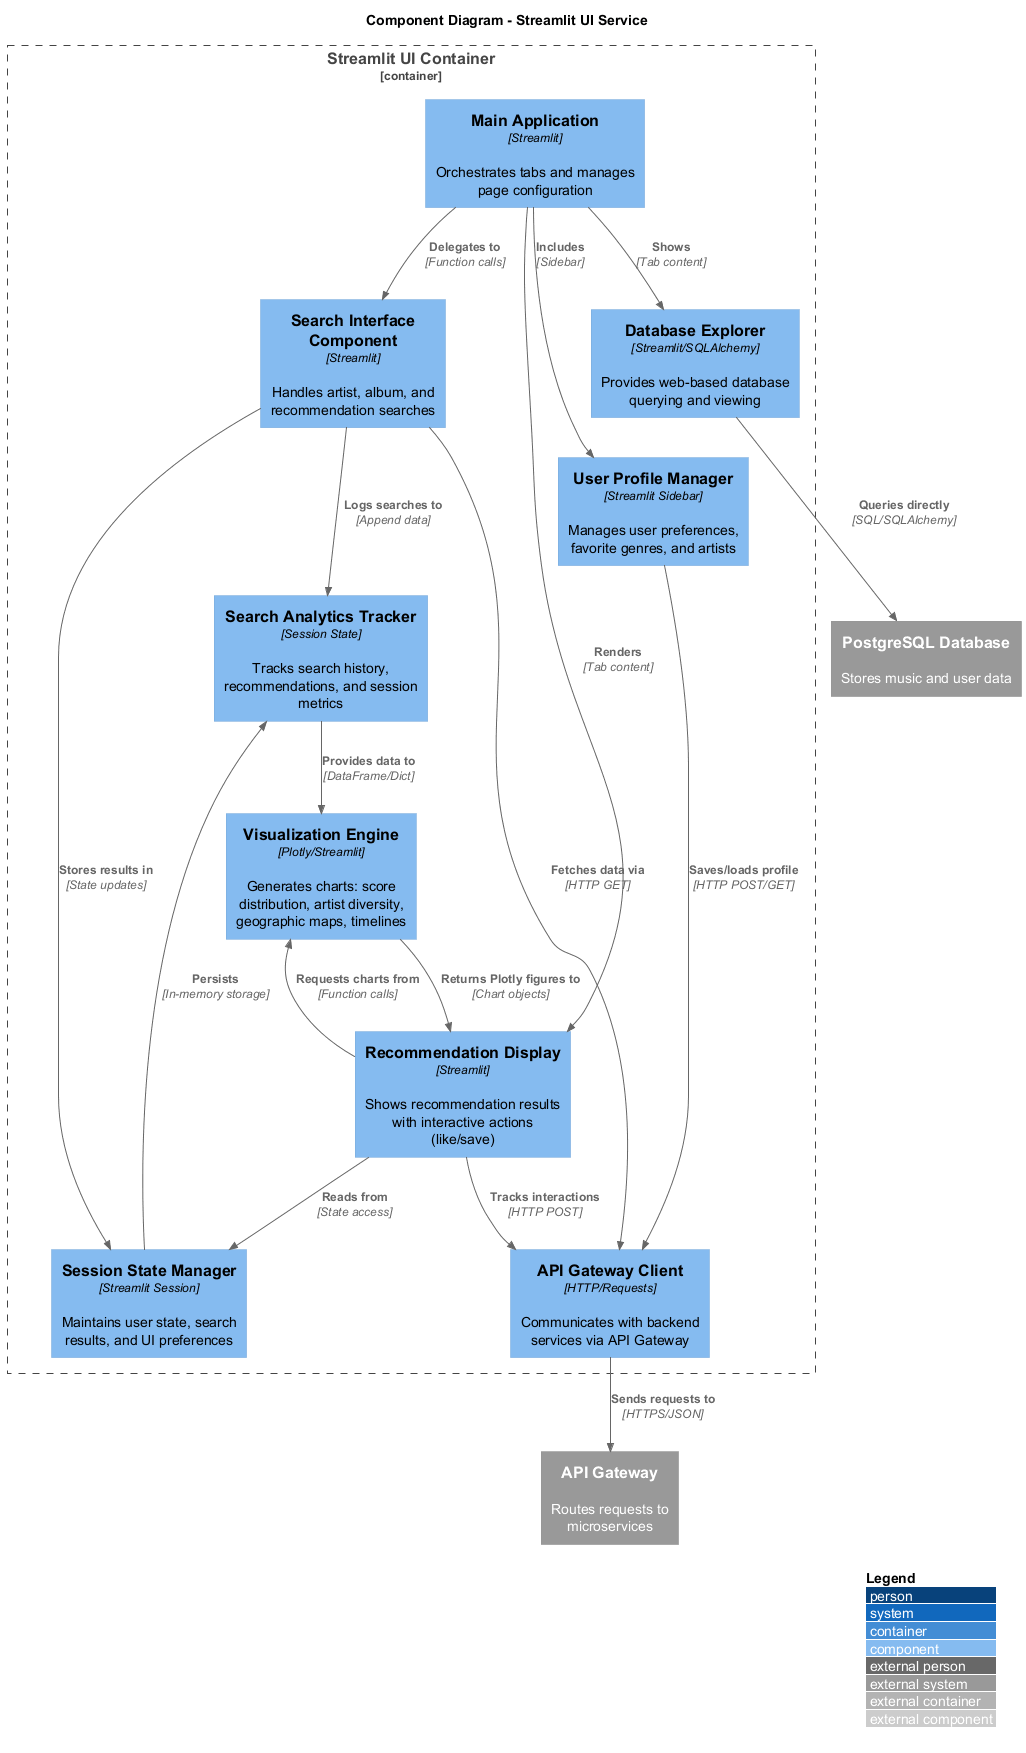 Component Diagram - Streamlit UI Service
Streamlit UI Container
[container]
Main Application
[Streamlit]
Orchestrates tabs and manages
page configuration
Delegates to
[Function calls]
Includes
[Sidebar]
Shows
[Tab content]
Search Interface
Component
[Streamlit]
Handles artist, album, and
recommendation searches
Database Explorer
[Streamlit/SQLAlchemy]
Provides web-based database
querying and viewing
User Profile Manager
[Streamlit Sidebar]
Manages user preferences,
favorite genres, and artists
Logs searches to
[Append data]
Queries directly
[SQL/SQLAlchemy]
Search Analytics Tracker
[Session State]
Tracks search history,
recommendations, and session
metrics
Renders
[Tab content]
PostgreSQL Database
Stores music and user data
Provides data to
[DataFrame/Dict]
Visualization Engine
[Plotly/Streamlit]
Generates charts: score
distribution, artist diversity,
geographic maps, timelines
Stores results in
[State updates]
Fetches data via
[HTTP GET]
Saves/loads profile
[HTTP POST/GET]
Persists
[In-memory storage]
Requests charts from
[Function calls]
Returns Plotly figures to
[Chart objects]
Recommendation Display
[Streamlit]
Shows recommendation results
with interactive actions
(like/save)
Reads from
[State access]
Tracks interactions
[HTTP POST]
Session State Manager
[Streamlit Session]
Maintains user state, search
results, and UI preferences
API Gateway Client
[HTTP/Requests]
Communicates with backend
services via API Gateway
Sends requests to
[HTTPS/JSON]
API Gateway
Routes requests to
microservices
Legend
person
system
container
component
external person
external system
external container
external component